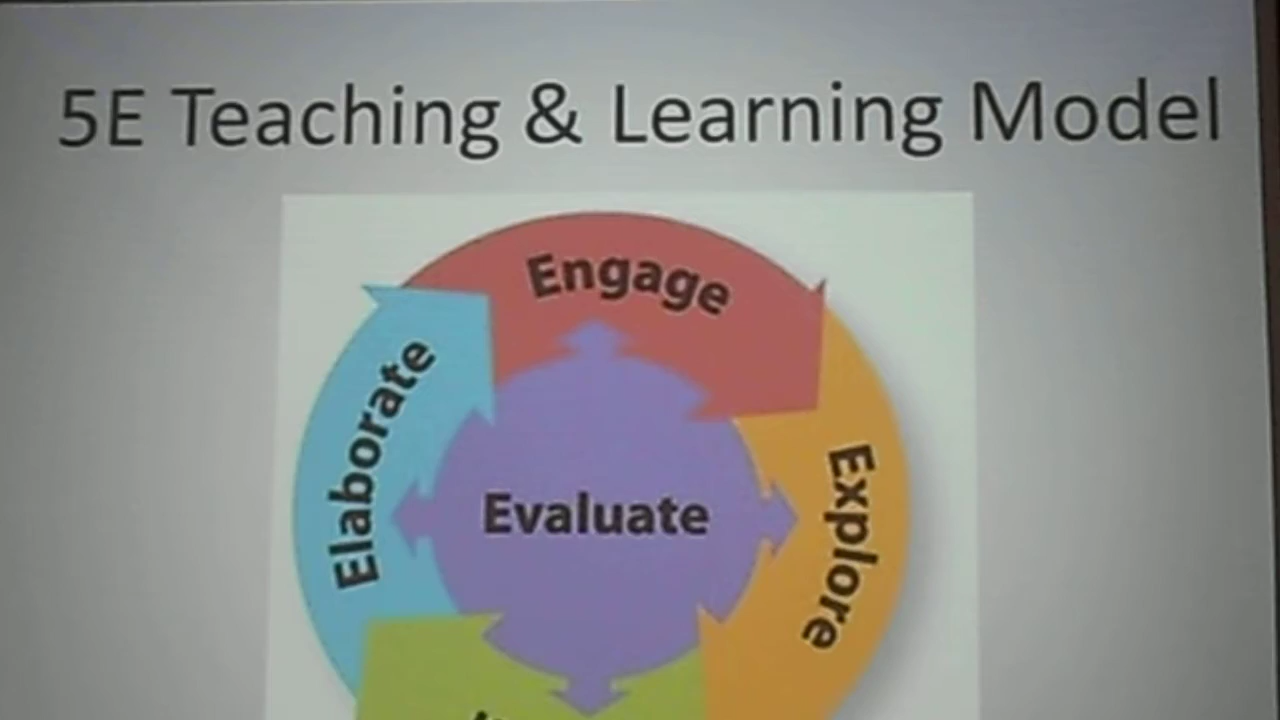 5E Teaching & Learning Model
Engage
Elaborate
Evaluate
Explore